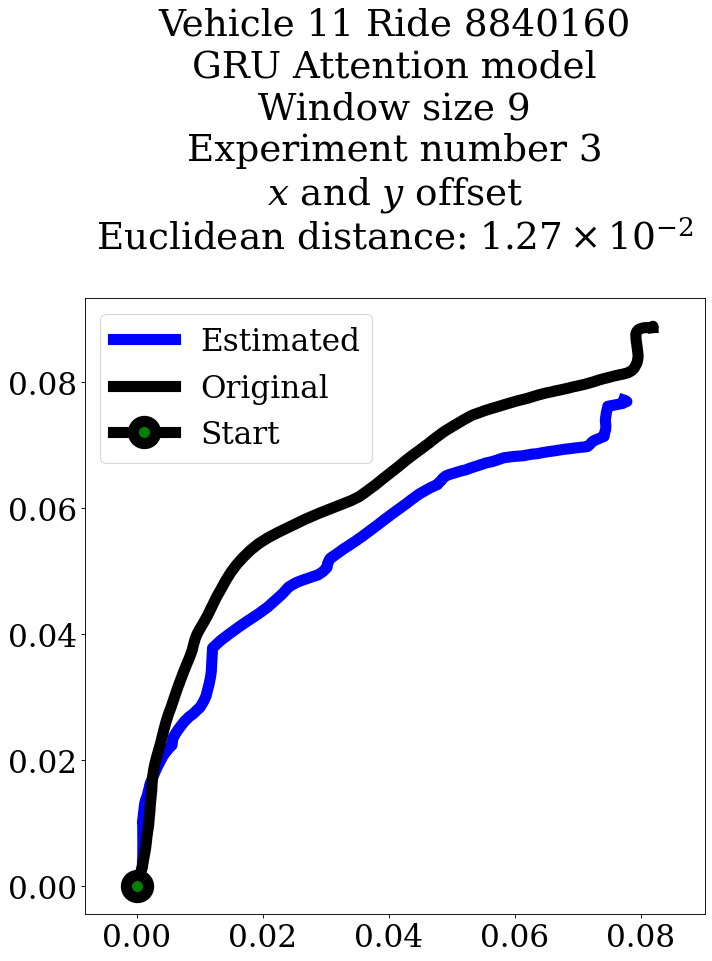 Vehicle 11 Ride 8840160
GRU Attention model
Window size 9
Experiment number 3
x and y offset
Euclidean distance: 1.27 × 10⁻²
Estimated
Original
Start
0.08
0.06
0.04
0.02
0.00
0.00 0.02 0.04 0.06 0.08